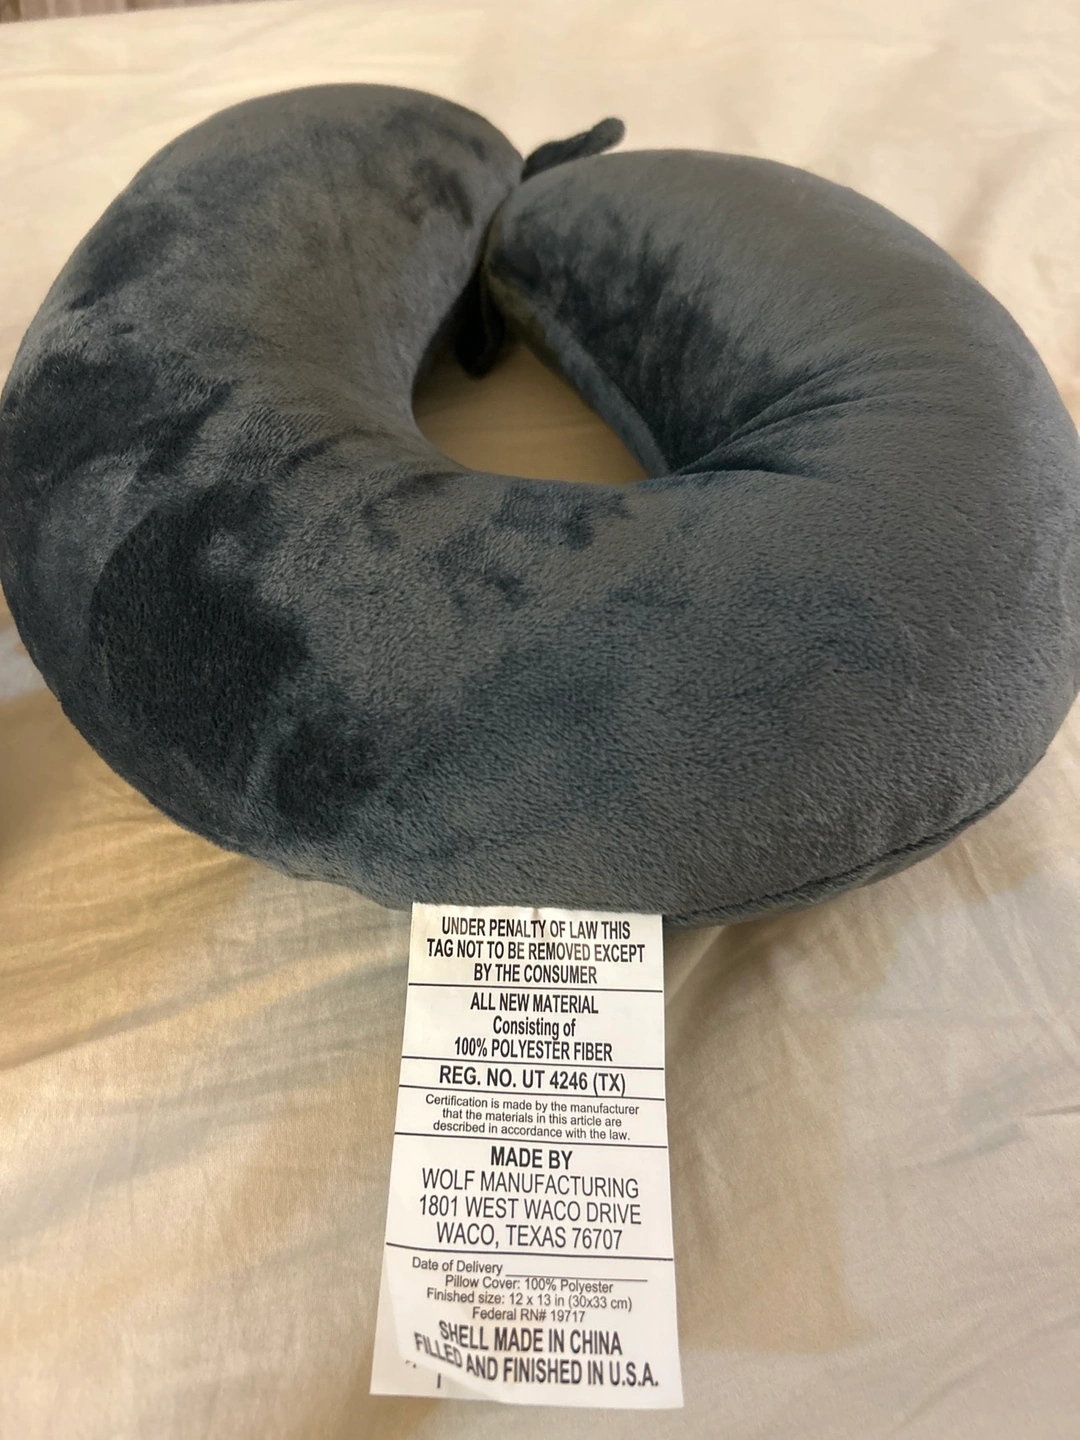 UNDER PENALTY OF LAW THIS
TAG NOT TO BE REMOVED EXCEPT
BY THE CONSUMER
ALL NEW MATERIAL
Consisting of
100% POLYESTER FIBER
REG. NO. UT 4246 (TX)
Certification is made by the manufacturer
that the materials in this article are
described in accordance with the law.
MADE BY
WOLF MANUFACTURING
1801 WEST WACO DRIVE
WACO, TEXAS 76707
Date of Delivery
Pillow Cover: 100% Polyester
Finished size: 12 x 13 in (30x33 cm)
Federal RN# 19717
SHELL MADE IN CHINA
FILLED AND FINISHED IN U.S.A.